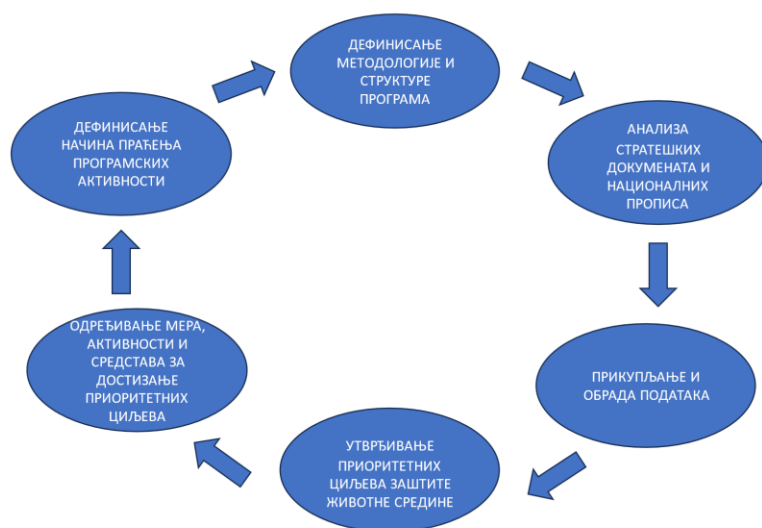 ДЕФИНИСАЊЕ
МЕТОДОЛОГИЈЕ И
СТРУКТУРЕ
ПРОГРАМА
АНАЛИЗА
СТРАТЕШКИХ
ДОКУМЕНАТА И
НАЦИОНАЛНИХ
ПРОПИСА
ПРИКУПЉАЊЕ И
ОБРАДА ПОДАТАКА
УТВРЂИВАЊЕ
ПРИОРИТЕТНИХ
ЦИЉЕВА ЗАШТИТЕ
ЖИВОТНЕ СРЕДИНЕ
ОДРЕЂИВАЊЕ МЕРА,
АКТИВНОСТИ И
СРЕДСТАВА ЗА
ДОСТИЗАЊЕ
ПРИОРИТЕТНИХ
ЦИЉЕВА
ДЕФИНИСАЊЕ
НАЧИНА ПРАЋЕЊА
ПРОГРАМСКИХ
АКТИВНОСТИ